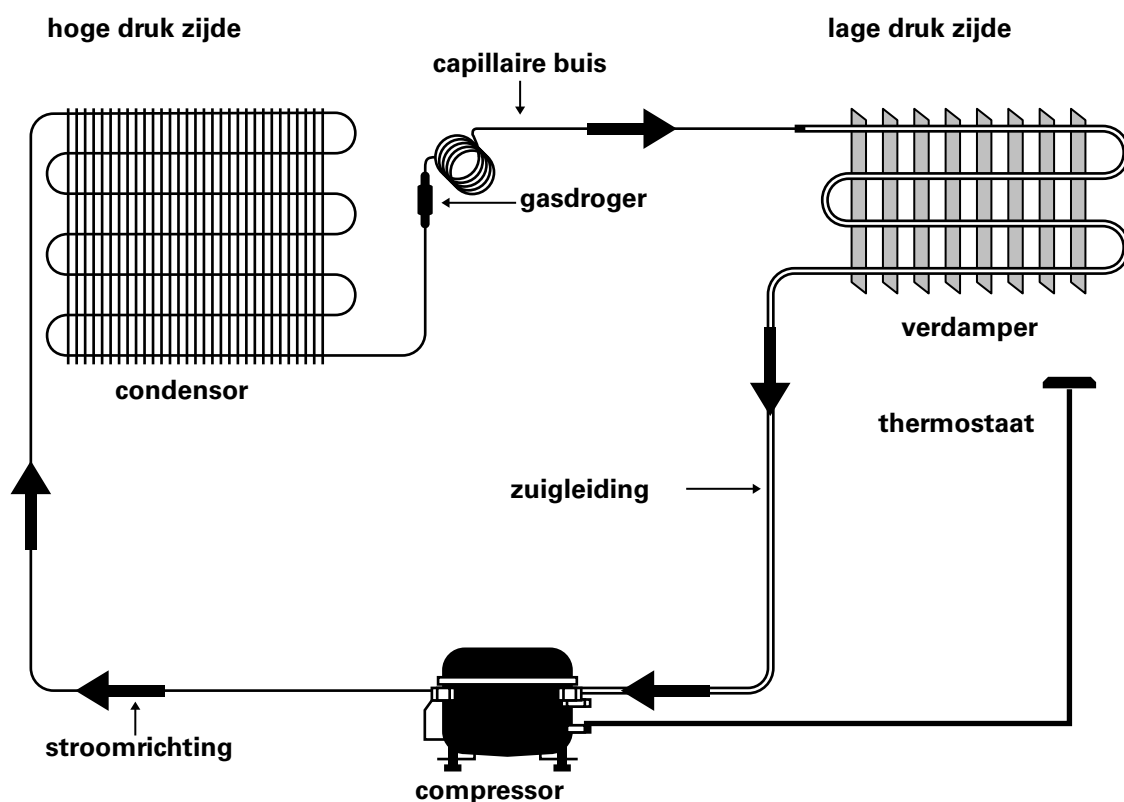 hoge druk zijde
lage druk zijde
capillaire buis
gasdroger
verdamper
condensor
thermostaat
zuigleiding
stroomrichting
compressor